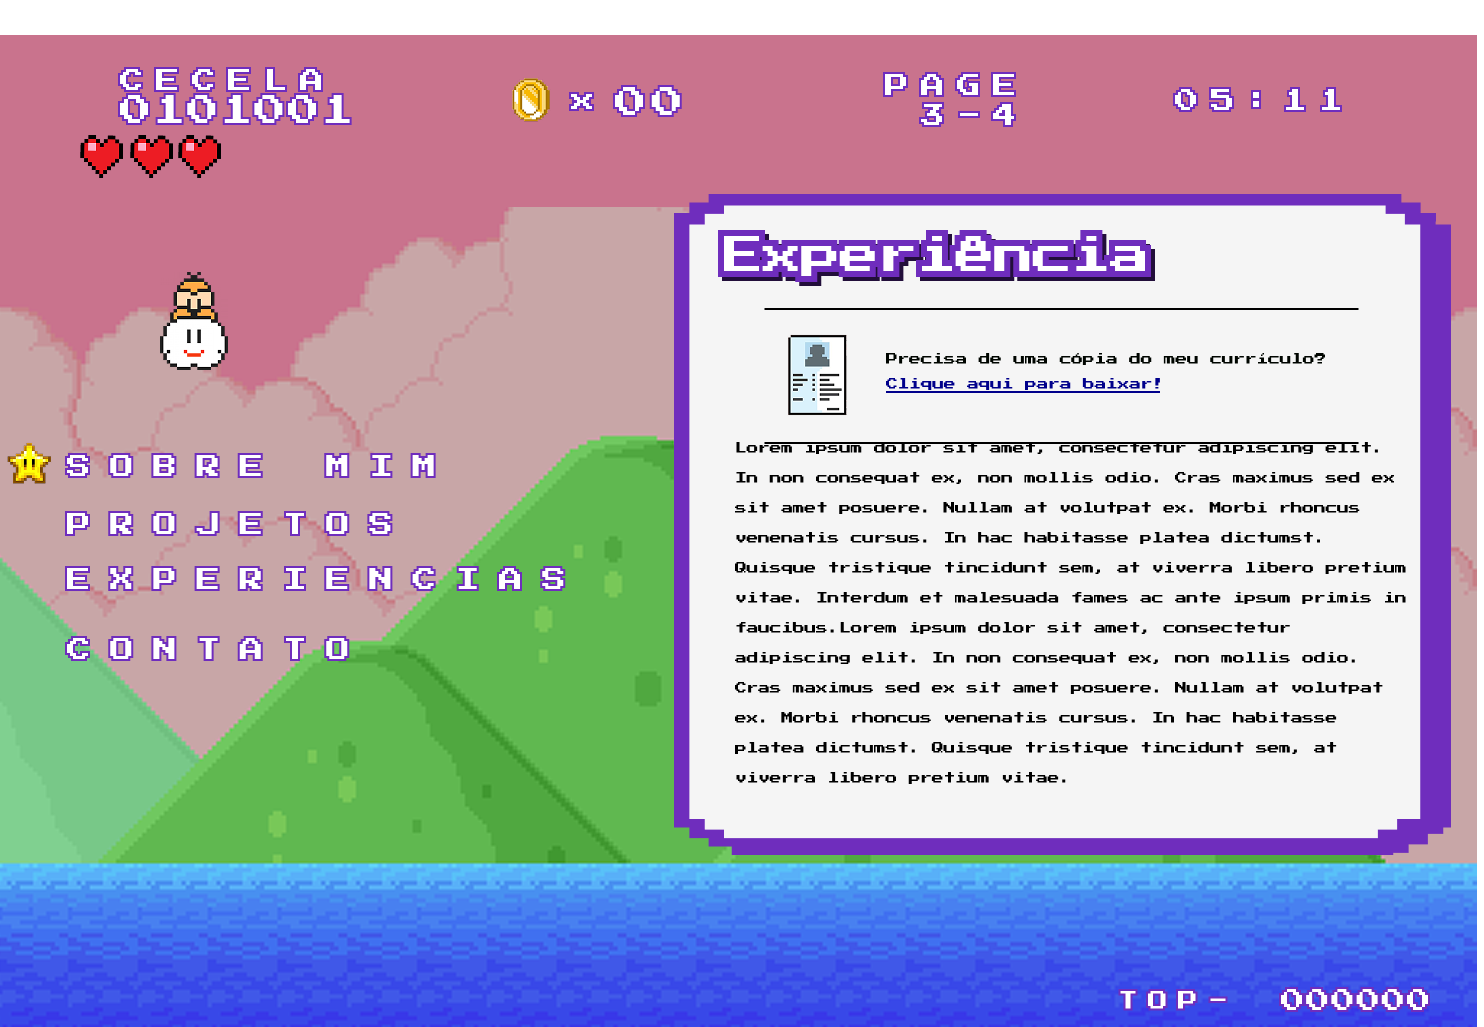 CECELA
0101001
× 00
PAGE
3-4
05:11
Experiência
Precisa de uma cópia do meu currículo?
Clique aqui para baixar!
SOBRE MIM
PROJETOS
EXPERIENCIAS
CONTATO
Lorem ipsum dolor sit amet, consectetur adipiscing elit.
In non consequat ex, non mollis odio. Cras maximus sed ex
sit amet posuere. Nullam at volutpat ex. Morbi rhoncus
venenatis cursus. In hac habitasse platea dictumst.
Quisque tristique tincidunt sem, at viverra libero pretium
vitae. Interdum et malesuada fames ac ante ipsum primis in
faucibus.Lorem ipsum dolor sit amet, consectetur
adipiscing elit. In non consequat ex, non mollis odio.
Cras maximus sed ex sit amet posuere. Nullam at volutpat
ex. Morbi rhoncus venenatis cursus. In hac habitasse
platea dictumst. Quisque tristique tincidunt sem, at
viverra libero pretium vitae.
TOP- 000000